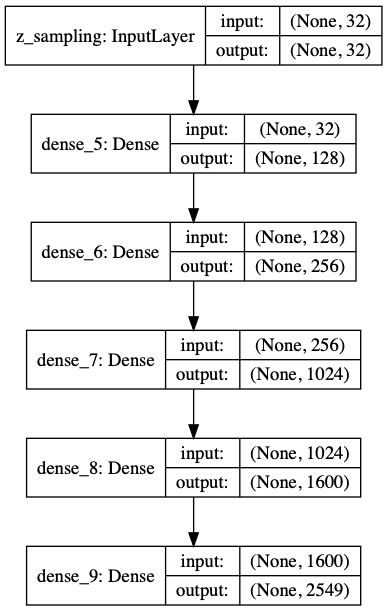 z_sampling: InputLayer
input: (None, 32)
output: (None, 32)
dense_5: Dense
input: (None, 32)
output: (None, 128)
dense_6: Dense
input: (None, 128)
output: (None, 256)
dense_7: Dense
input: (None, 256)
output: (None, 1024)
dense_8: Dense
input: (None, 1024)
output: (None, 1600)
dense_9: Dense
input: (None, 1600)
output: (None, 2549)